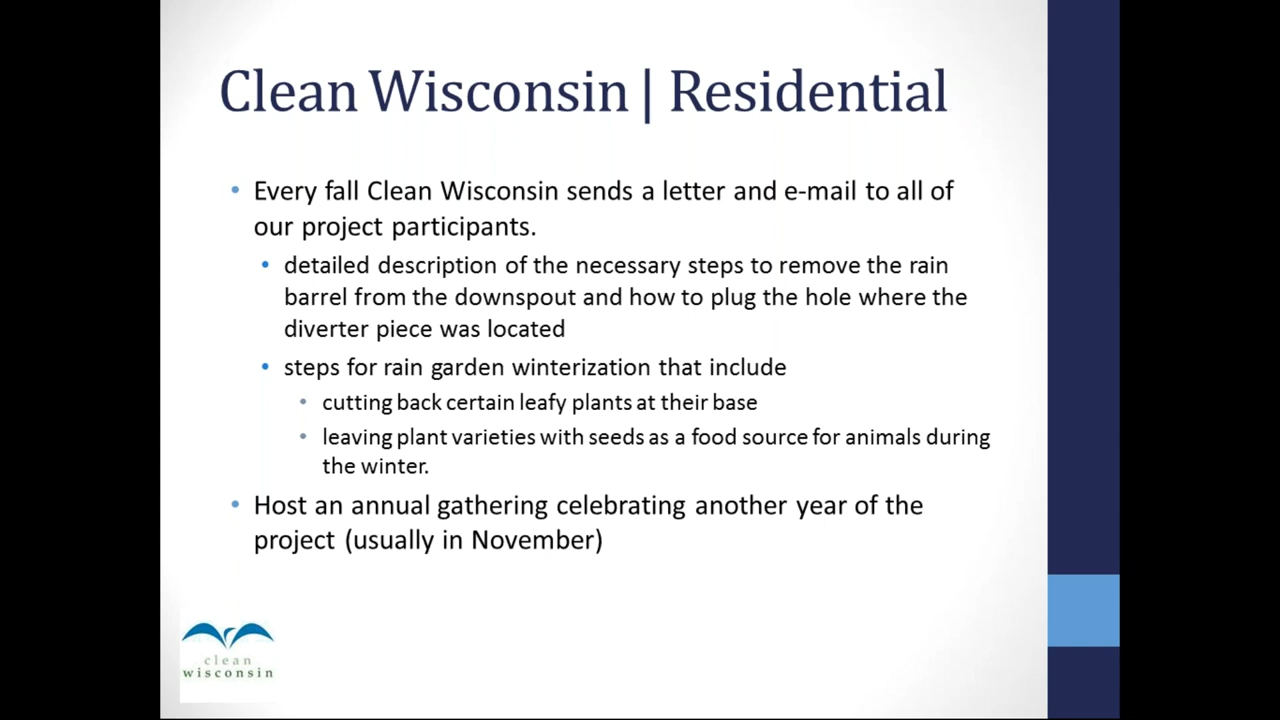 Clean Wisconsin | Residential
• Every fall Clean Wisconsin sends a letter and e-mail to all of
our project participants.
• detailed description of the necessary steps to remove the rain
barrel from the downspout and how to plug the hole where the
diverter piece was located
• steps for rain garden winterization that include
• cutting back certain leafy plants at their base
• leaving plant varieties with seeds as a food source for animals during
the winter.
• Host an annual gathering celebrating another year of the
project (usually in November)
clean
wisconsin